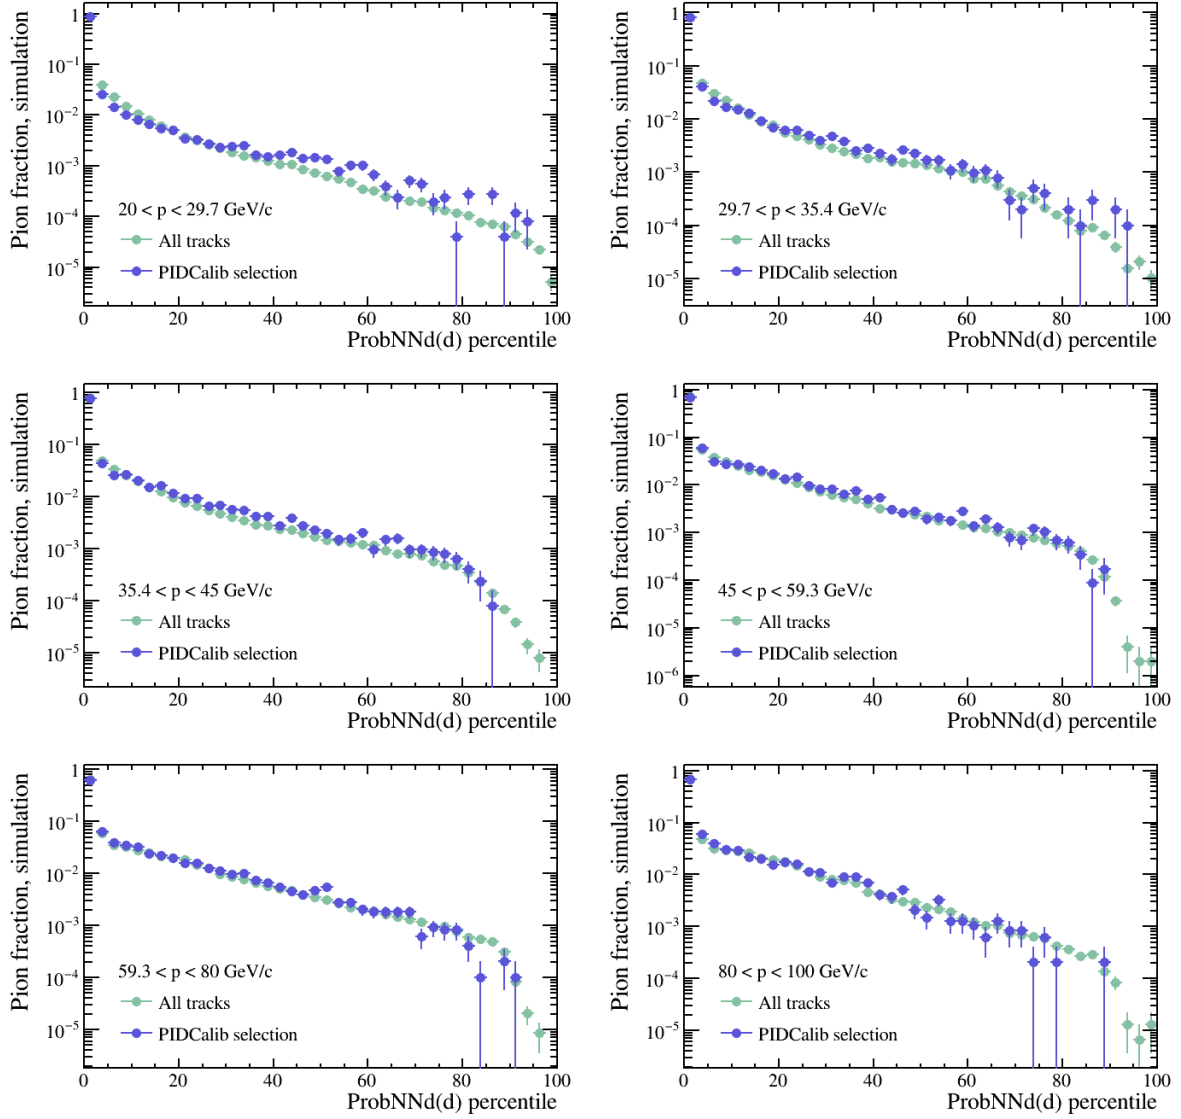 Pion fraction, simulation
1
10−1
10−2
10−3
10−4
10−5
20 < p < 29.7 GeV/c
All tracks
PIDCalib selection
0 20 40 60 80 100
ProbNNd(d) percentile
Pion fraction, simulation
1
10−1
10−2
10−3
10−4
10−5
29.7 < p < 35.4 GeV/c
All tracks
PIDCalib selection
0 20 40 60 80 100
ProbNNd(d) percentile
Pion fraction, simulation
1
10−1
10−2
10−3
10−4
10−5
35.4 < p < 45 GeV/c
All tracks
PIDCalib selection
0 20 40 60 80 100
ProbNNd(d) percentile
Pion fraction, simulation
1
10−1
10−2
10−3
10−4
10−5
10−6
45 < p < 59.3 GeV/c
All tracks
PIDCalib selection
0 20 40 60 80 100
ProbNNd(d) percentile
Pion fraction, simulation
1
10−1
10−2
10−3
10−4
10−5
59.3 < p < 80 GeV/c
All tracks
PIDCalib selection
0 20 40 60 80 100
ProbNNd(d) percentile
Pion fraction, simulation
1
10−1
10−2
10−3
10−4
10−5
80 < p < 100 GeV/c
All tracks
PIDCalib selection
0 20 40 60 80 100
ProbNNd(d) percentile